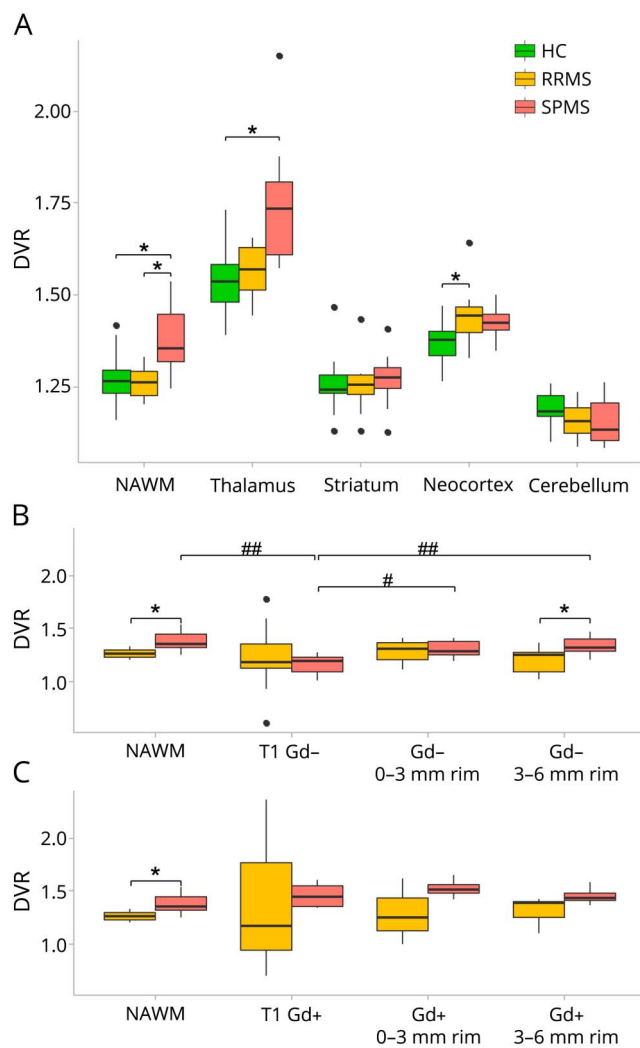 A
HC
RRMS
SPMS
DVR
2.00
1.75
1.50
1.25
*
*
*
*
NAWM Thalamus Striatum Neocortex Cerebellum
B
DVR
2.0
1.5
1.0
## ##
#
* *
NAWM T1 Gd– Gd– Gd–
0–3 mm rim 3–6 mm rim
C
DVR
2.0
1.5
1.0
*
NAWM T1 Gd+ Gd+ Gd+
0–3 mm rim 3–6 mm rim